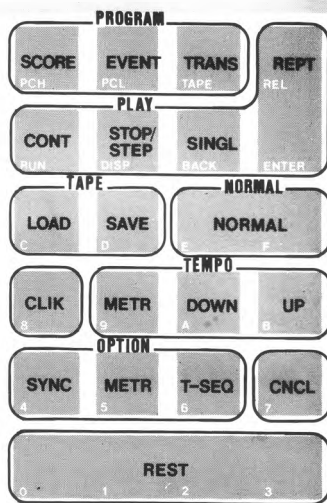 PROGRAM
SCORE EVENT TRANS REPT
PCH PCL TAPE REL
PLAY
CONT STOP/ STEP SINGL
RUN DISP BACK ENTER
TAPE NORMAL
LOAD SAVE NORMAL
C D E F
TEMPO
CLIK METR DOWN UP
8 9 A B
OPTION
SYNC METR T-SEQ CNCL
4 5 6 7
REST
0 1 2 3